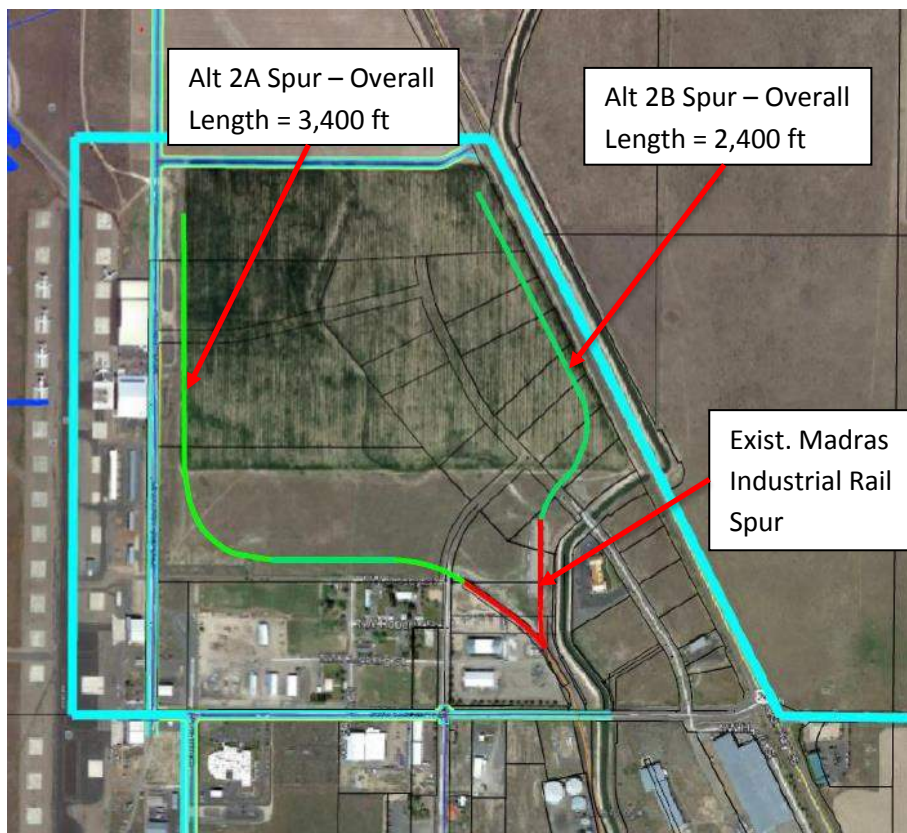 Alt 2A Spur – Overall
Length = 3,400 ft
Alt 2B Spur – Overall
Length = 2,400 ft
Exist. Madras
Industrial Rail
Spur